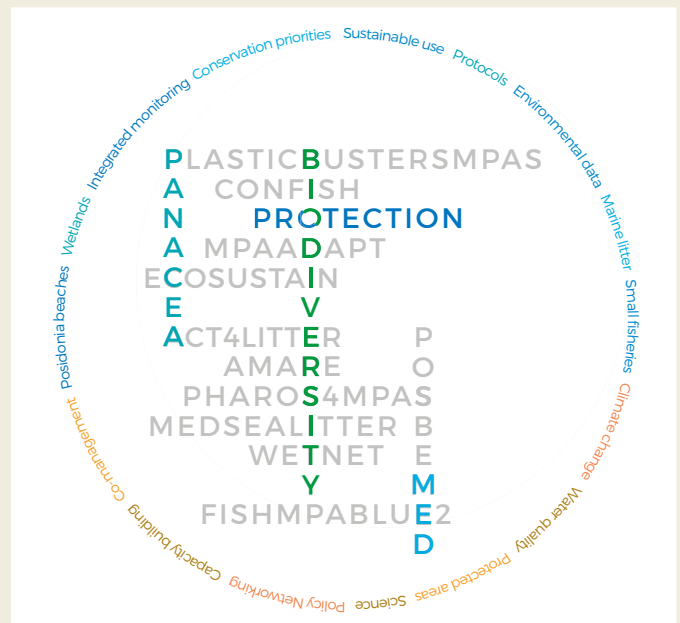 Conservation priorities
Sustainable use
Protocols
Environmental data
Marine litter
Small fisheries
Climate change
Water quality
Protected areas
Science
Policy Networking
Capacity building
Co-management
Posidonia beaches
Wetlands
Integrated monitoring
PLASTICBUSTERSMPAS
CONFISH
PROTECTION
MPAADAPT
ECOSUSTAIN
ACT4LITTER
AMARE
PHAROS4MPAS
MEDSEALITTER
WETNET
FISHMPABLUE2
PANACEA
BIODIVERSITY
POSBEMED